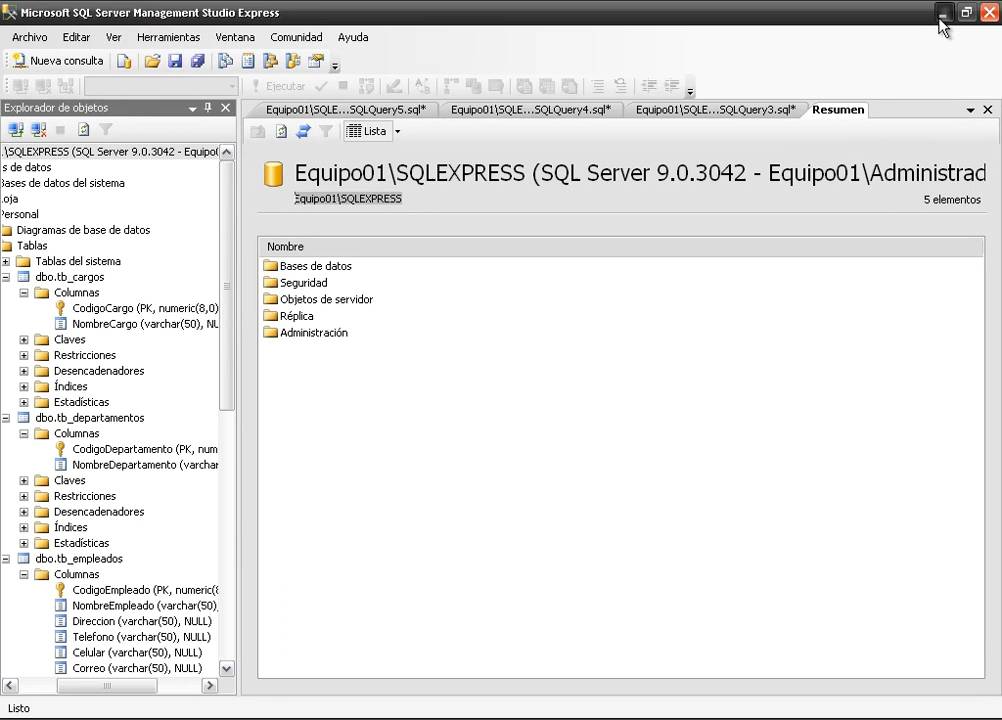 Microsoft SQL Server Management Studio Express
Archivo Editar Ver Herramientas Ventana Comunidad Ayuda
Nueva consulta
Ejecutar
Explorador de objetos
Equipo01\SQLE...SQLQuery5.sql* Equipo01\SQLE...SQLQuery4.sql* Equipo01\SQLE...SQLQuery3.sql* Resumen
Lista
.\SQLEXPRESS (SQL Server 9.0.3042 - Equipo0
s de datos
Bases de datos del sistema
oja
Personal
Diagramas de base de datos
Tablas
Tablas del sistema
dbo.tb_cargos
Columnas
CodigoCargo (PK, numeric(8,0)
NombreCargo (varchar(50), NU
Claves
Restricciones
Desencadenadores
Índices
Estadísticas
dbo.tb_departamentos
Columnas
CodigoDepartamento (PK, num
NombreDepartamento (varchar
Claves
Restricciones
Desencadenadores
Índices
Estadísticas
dbo.tb_empleados
Columnas
CodigoEmpleado (PK, numeric(8
NombreEmpleado (varchar(50)
Direccion (varchar(50), NULL)
Telefono (varchar(50), NULL)
Celular (varchar(50), NULL)
Correo (varchar(50), NULL)
Equipo01\SQLEXPRESS (SQL Server 9.0.3042 - Equipo01\Administrad
Equipo01\SQLEXPRESS
5 elementos
Nombre
Bases de datos
Seguridad
Objetos de servidor
Réplica
Administración
Listo